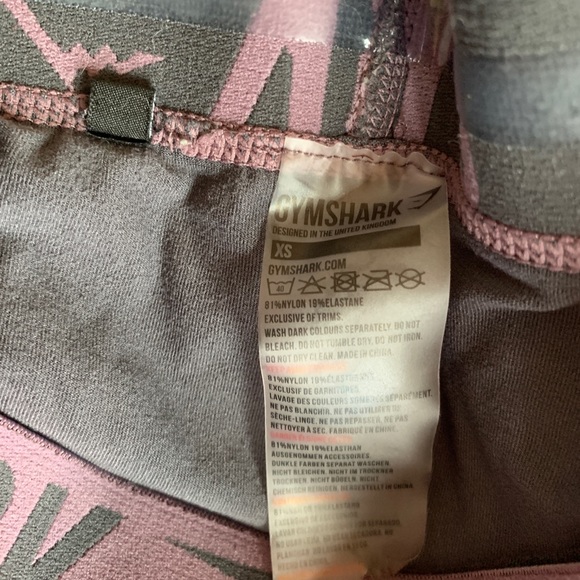 GYMSHARK
DESIGNED IN THE UNITED KINGDOM
XS
GYMSHARK.COM
40
81%NYLON 19%ELASTANE
EXCLUSIVE OF TRIMS.
WASH DARK COLOURS SEPARATELY. DO NOT
BLEACH. DO NOT TUMBLE DRY. DO NOT IRON.
DO NOT DRY CLEAN. MADE IN CHINA.
81%NYLON 19%
EXCLUSIF DE GARNITURES.
LAVAGE DES COULEURS SOMBRES SÉPARÉMENT.
NE PAS BLANCHIR. NE PAS UTILISER DE
SÈCHE-LINGE. NE PAS REPASSER. NE PAS
NETTOYER À SEC. FABRIQUÉ EN CHINE.
81%NYLON 19%ELASTHAN
AUSGENOMMEN ACCESSOIRES.
DUNKLE FARBEN SEPARAT WASCHEN.
NICHT BLEICHEN. NICHT IM TROCKNER
TROCKNEN. NICHT BÜGELN. NICHT
CHEMISCH REINIGEN. HERGESTELLT IN CHINA.